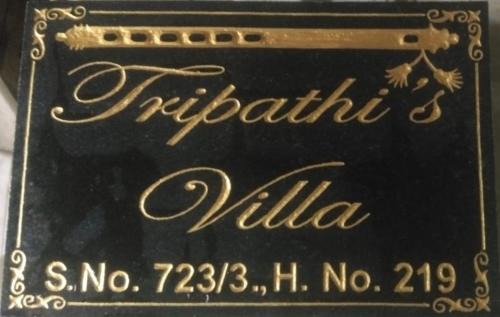 Tripathi's
Villa
S.No. 723/3.,, H. No. 219